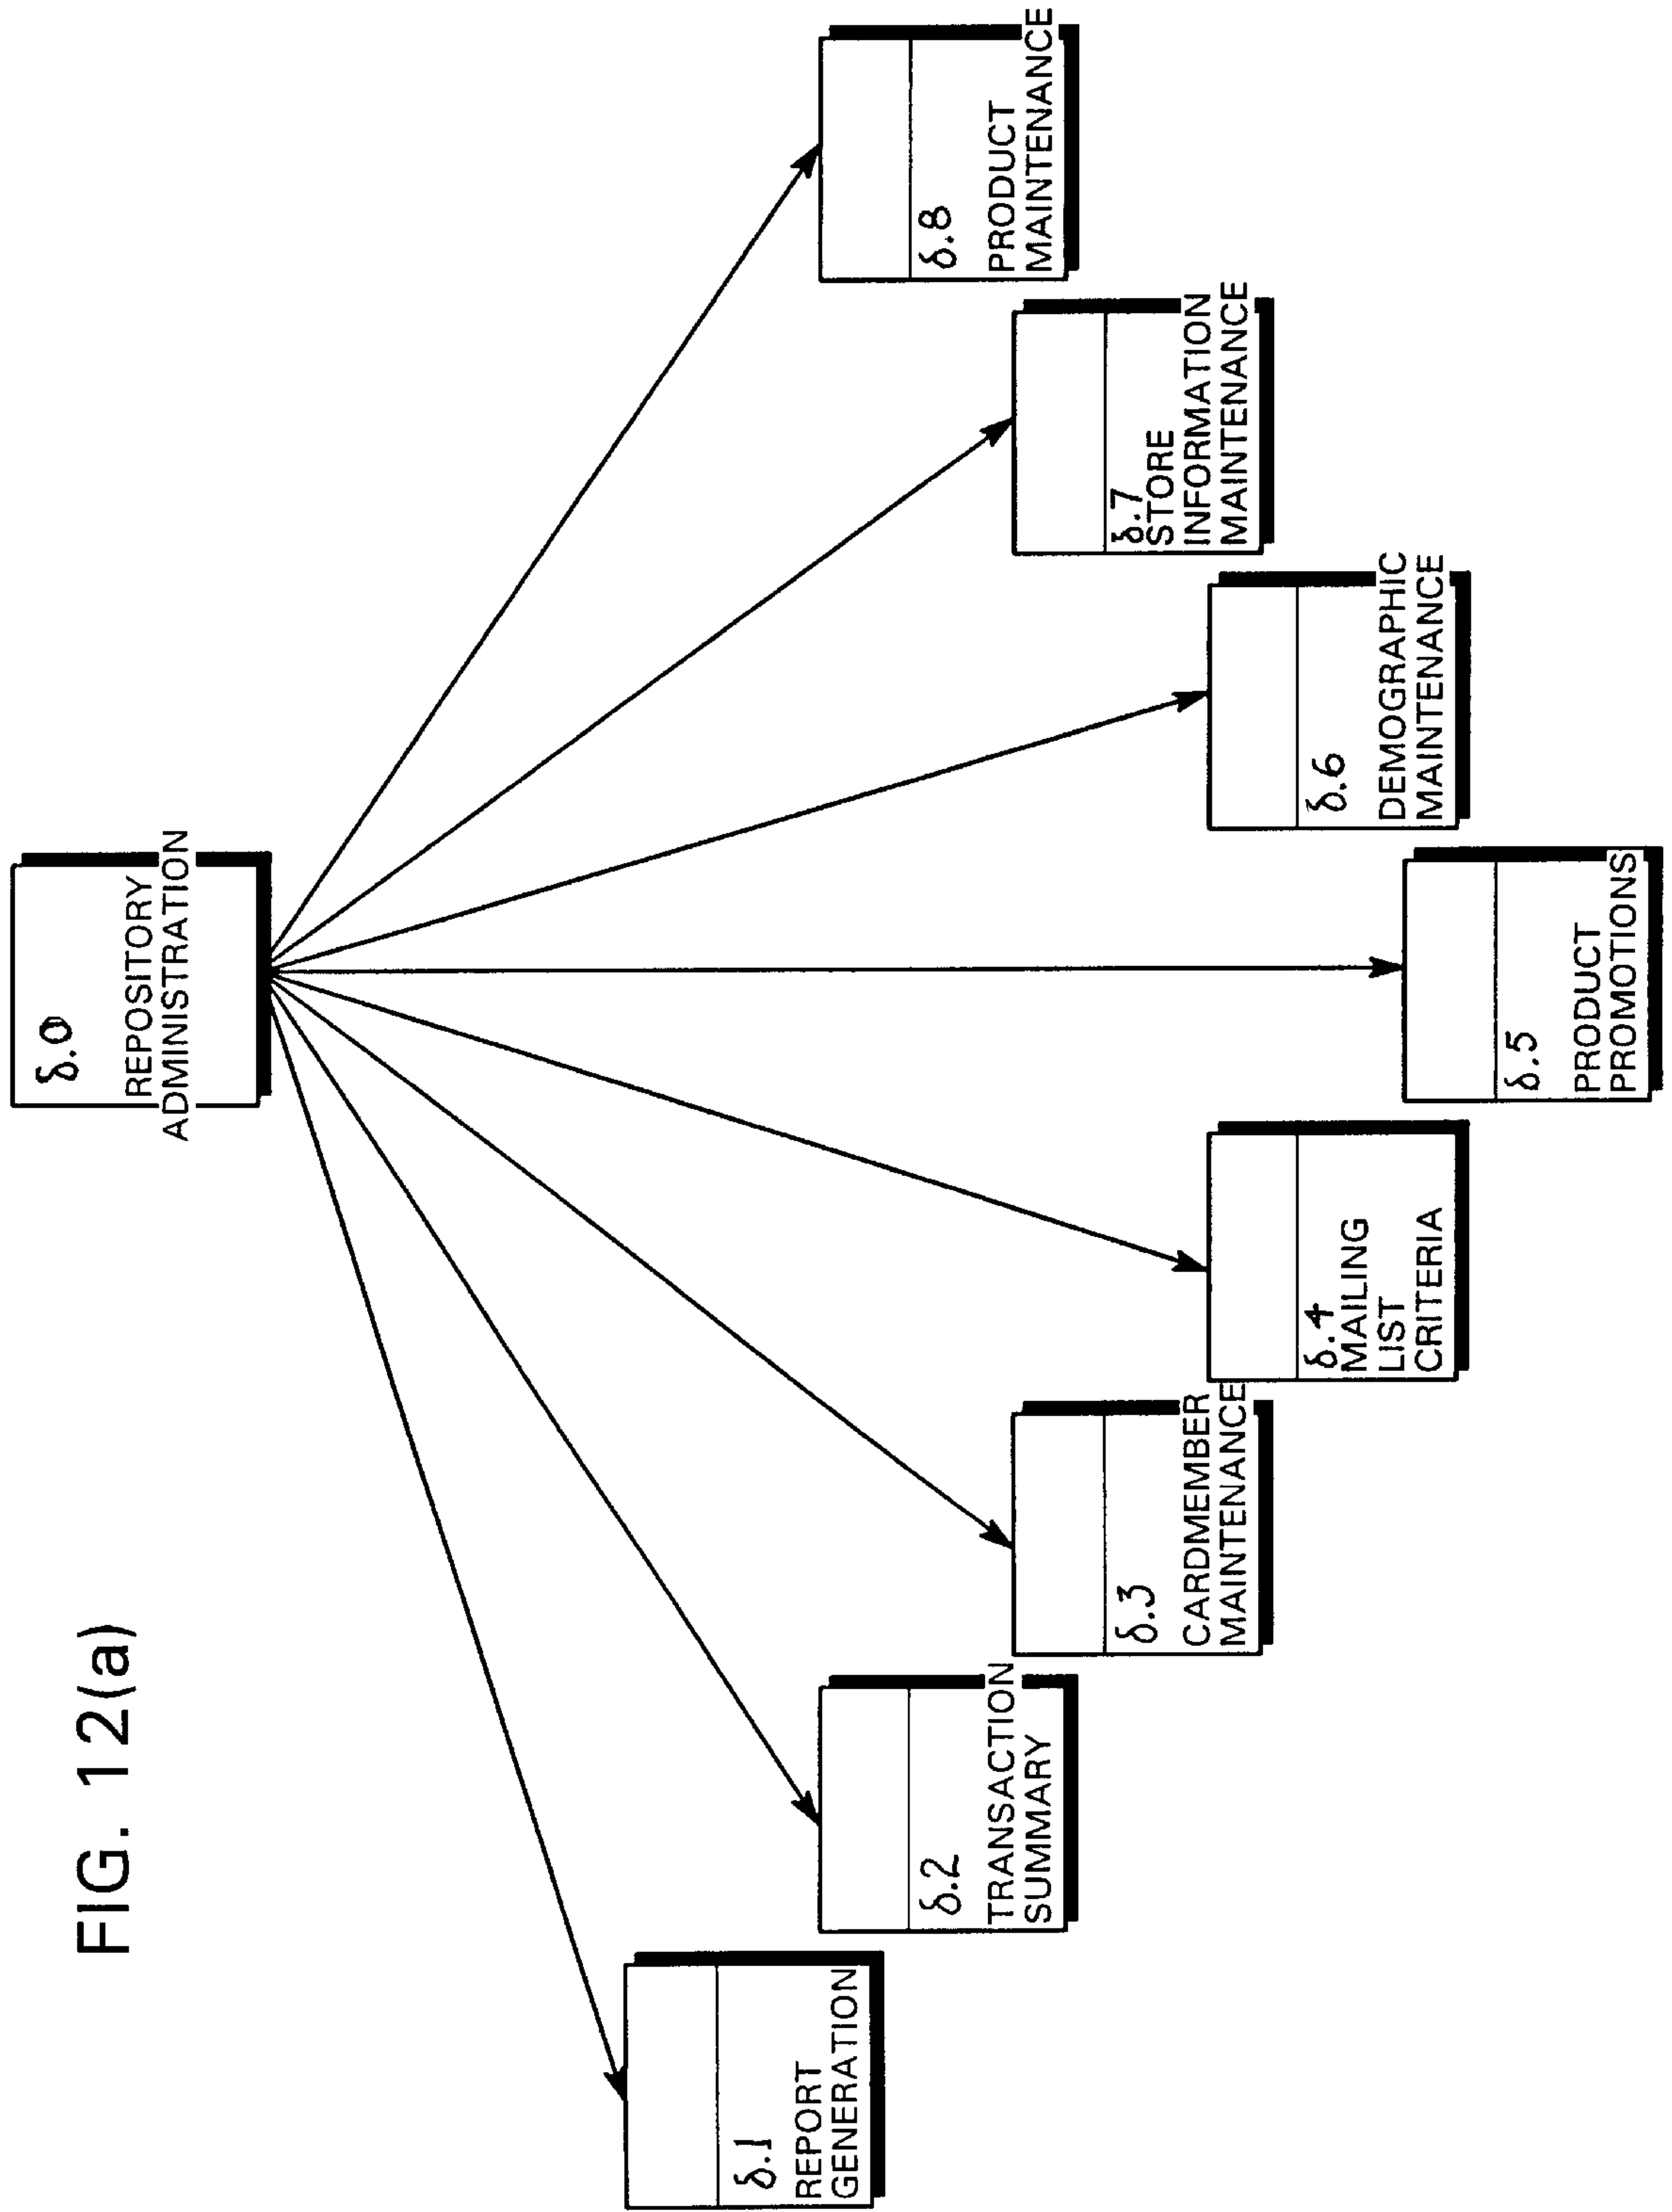 FIG. 12(a)
δ.0
REPOSITORY
ADMINISTRATION
δ.1
REPORT
GENERATION
δ.2
TRANSACTION
SUMMARY
δ.3
CARDMEMBER
MAINTENANCE
δ.4
MAILING
LIST
CRITERIA
δ.5
PRODUCT
PROMOTIONS
δ.6
DEMOGRAPHIC
MAINTENANCE
δ.7
STORE
INFORMATION
MAINTENANCE
δ.8
PRODUCT
MAINTENANCE